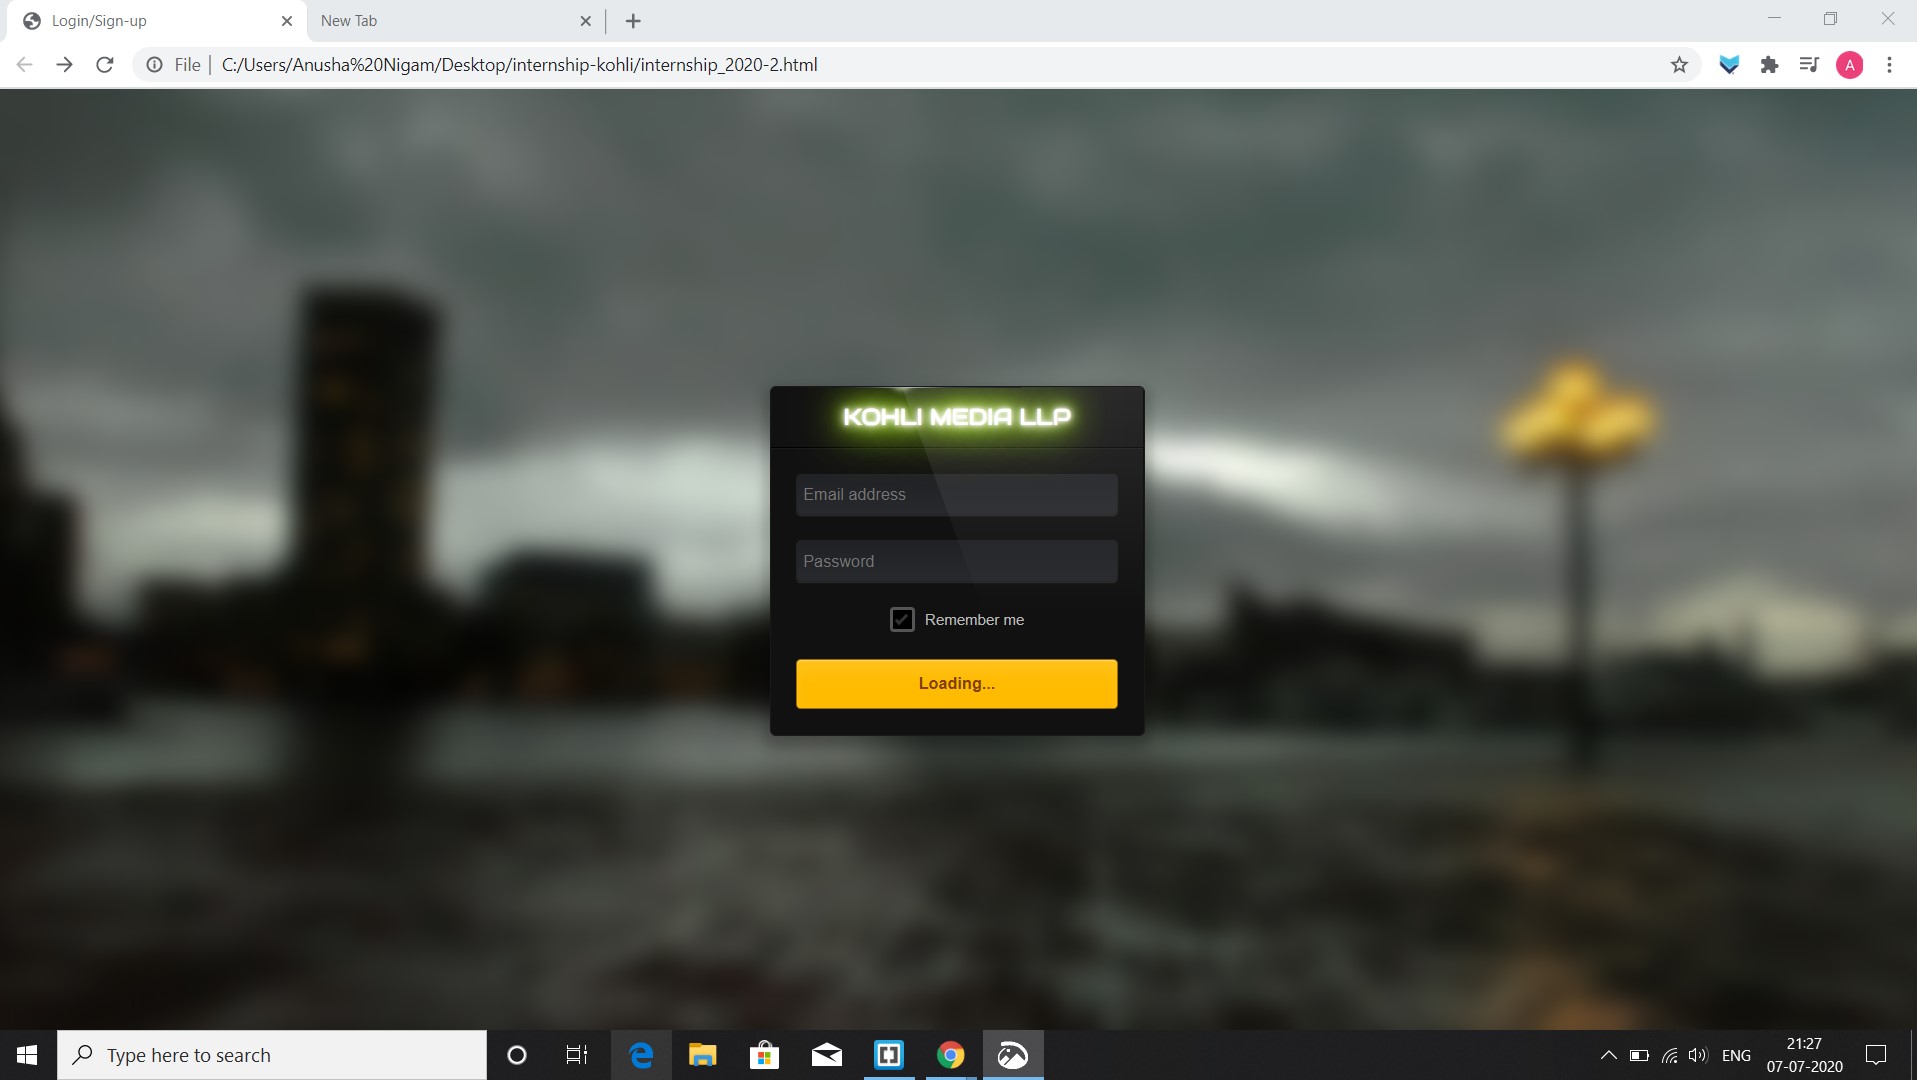 Login/Sign-up
New Tab
File
C:/Users/Anusha%20Nigam/Desktop/internship-kohli/internship_2020-2.html
A
KOHLI MEDIA LLP
Email address
Password
Remember me
Loading...
Type here to search
ENG
21:27
07-07-2020